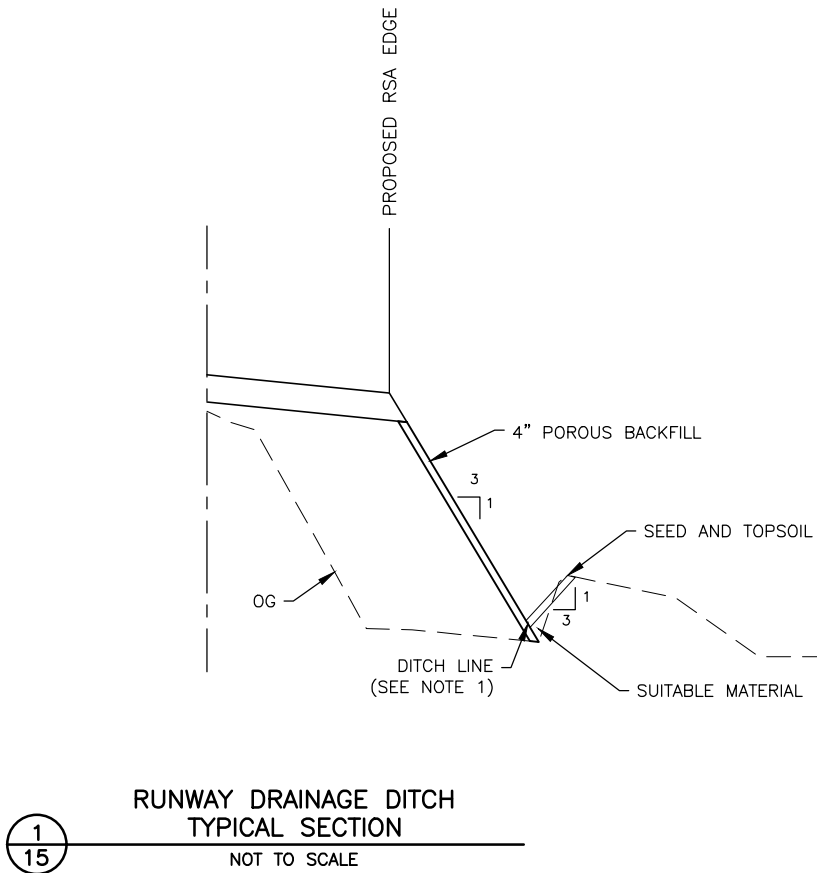 PROPOSED RSA EDGE
4” POROUS BACKFILL
3
1
SEED AND TOPSOIL
OG
1
3
DITCH LINE
(SEE NOTE 1)
SUITABLE MATERIAL
RUNWAY DRAINAGE DITCH
TYPICAL SECTION
1
15
NOT TO SCALE